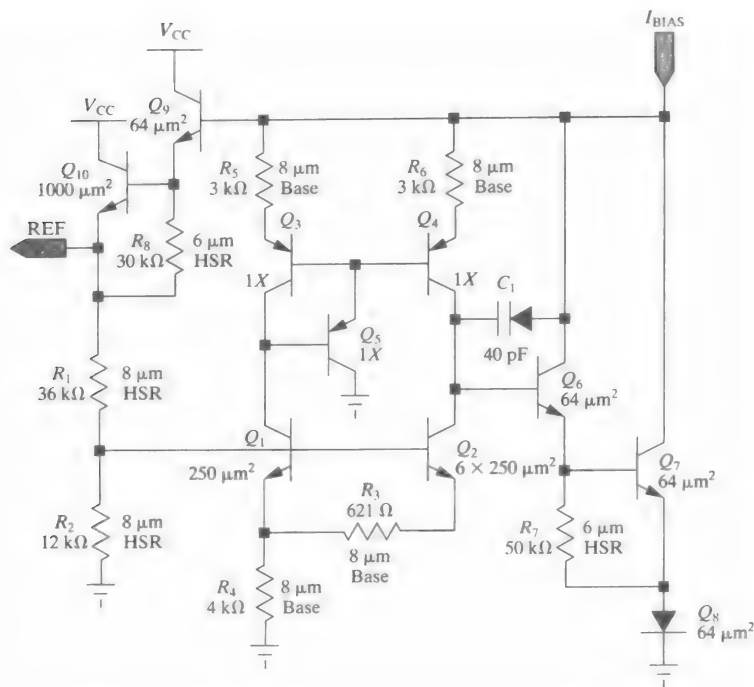 V_CC
I_BIAS
V_CC
Q_9
64 μm²
Q_10
1000 μm²
R_5
3 kΩ
8 μm
Base
R_6
3 kΩ
8 μm
Base
REF
R_8
30 kΩ
6 μm
HSR
Q_3
1X
Q_4
1X
C_1
40 pF
Q_5
1X
R_1
36 kΩ
8 μm
HSR
Q_6
64 μm²
Q_1
250 μm²
Q_2
6 × 250 μm²
Q_7
64 μm²
R_3
621 Ω
8 μm
Base
R_2
12 kΩ
8 μm
HSR
R_7
50 kΩ
6 μm
HSR
R_4
4 kΩ
8 μm
Base
Q_8
64 μm²